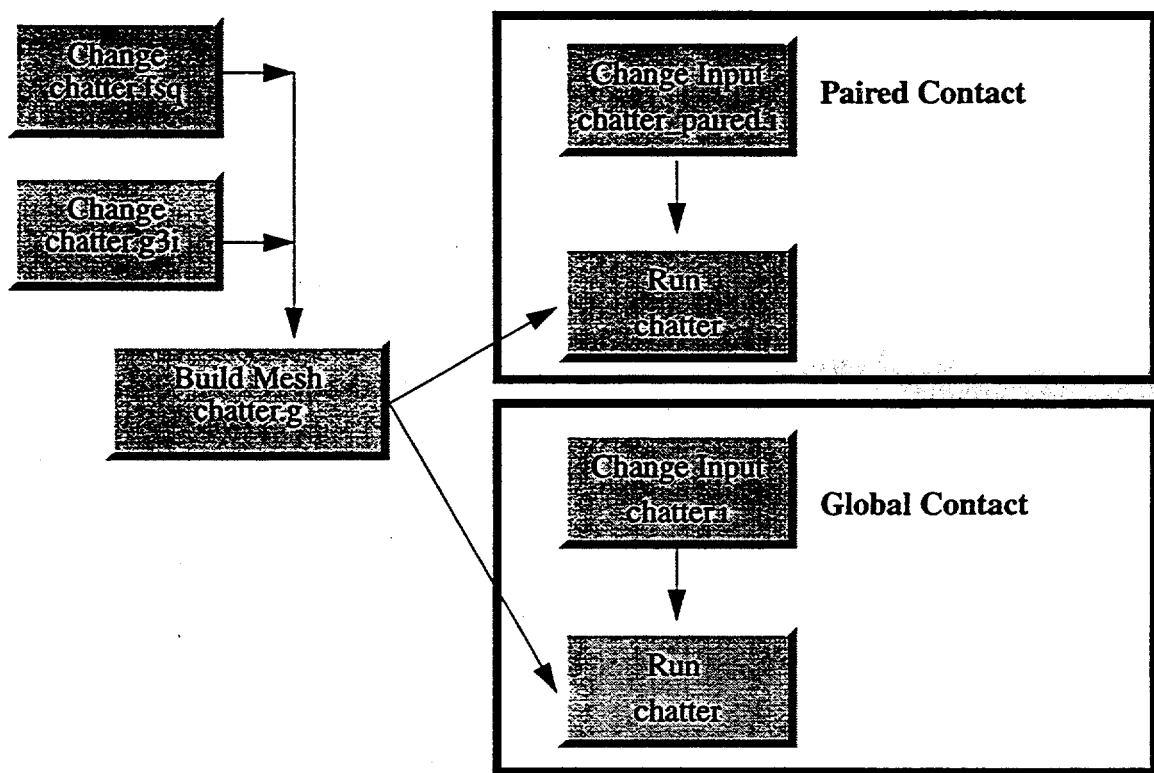 Change
chatter.fsq
Change
chatter.g3i
Build Mesh
chatter.g
Change Input
chatter_paired.i
Paired Contact
Run
chatter
Change Input
chatter.i
Global Contact
Run
chatter